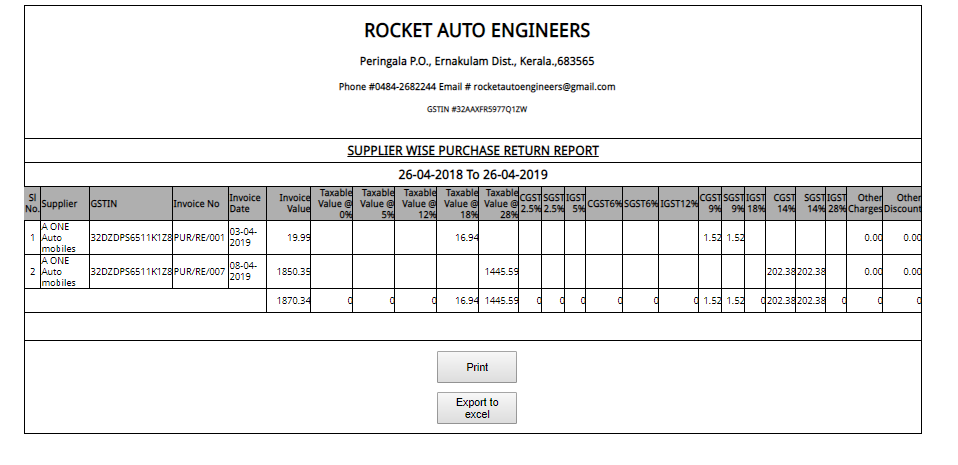 ROCKET AUTO ENGINEERS
Peringala P.O., Ernakulam Dist., Kerala.,683565
Phone #0484-2682244 Email # rocketautoengineers@gmail.com
GSTIN #32AAXFR5977Q1ZW
SUPPLIER WISE PURCHASE RETURN REPORT
26-04-2018 To 26-04-2019
Sl No. Supplier GSTIN Invoice No Invoice Date Invoice Value Taxable Value @ 0% Taxable Value @ 5% Taxable Value @ 12% Taxable Value @ 18% Taxable Value @ 28% CGST 2.5% SGST 2.5% IGST 5% CGST6% SGST6% IGST12% CGST 9% SGST 9% IGST 18% CGST 14% SGST 14% IGST 28% Other Charges Other Discount
1 A ONE Auto mobiles 32DZDPS6511K1Z8 PUR/RE/001 03-04-2019 19.99 16.94 1.52 1.52 0.00 0.00
2 A ONE Auto mobiles 32DZDPS6511K1Z8 PUR/RE/007 08-04-2019 1850.35 1445.59 202.38 202.38 0.00 0.00
1870.34 0 0 0 16.94 1445.59 0 0 0 0 0 0 1.52 1.52 0 202.38 202.38 0 0 0
Print
Export to
excel